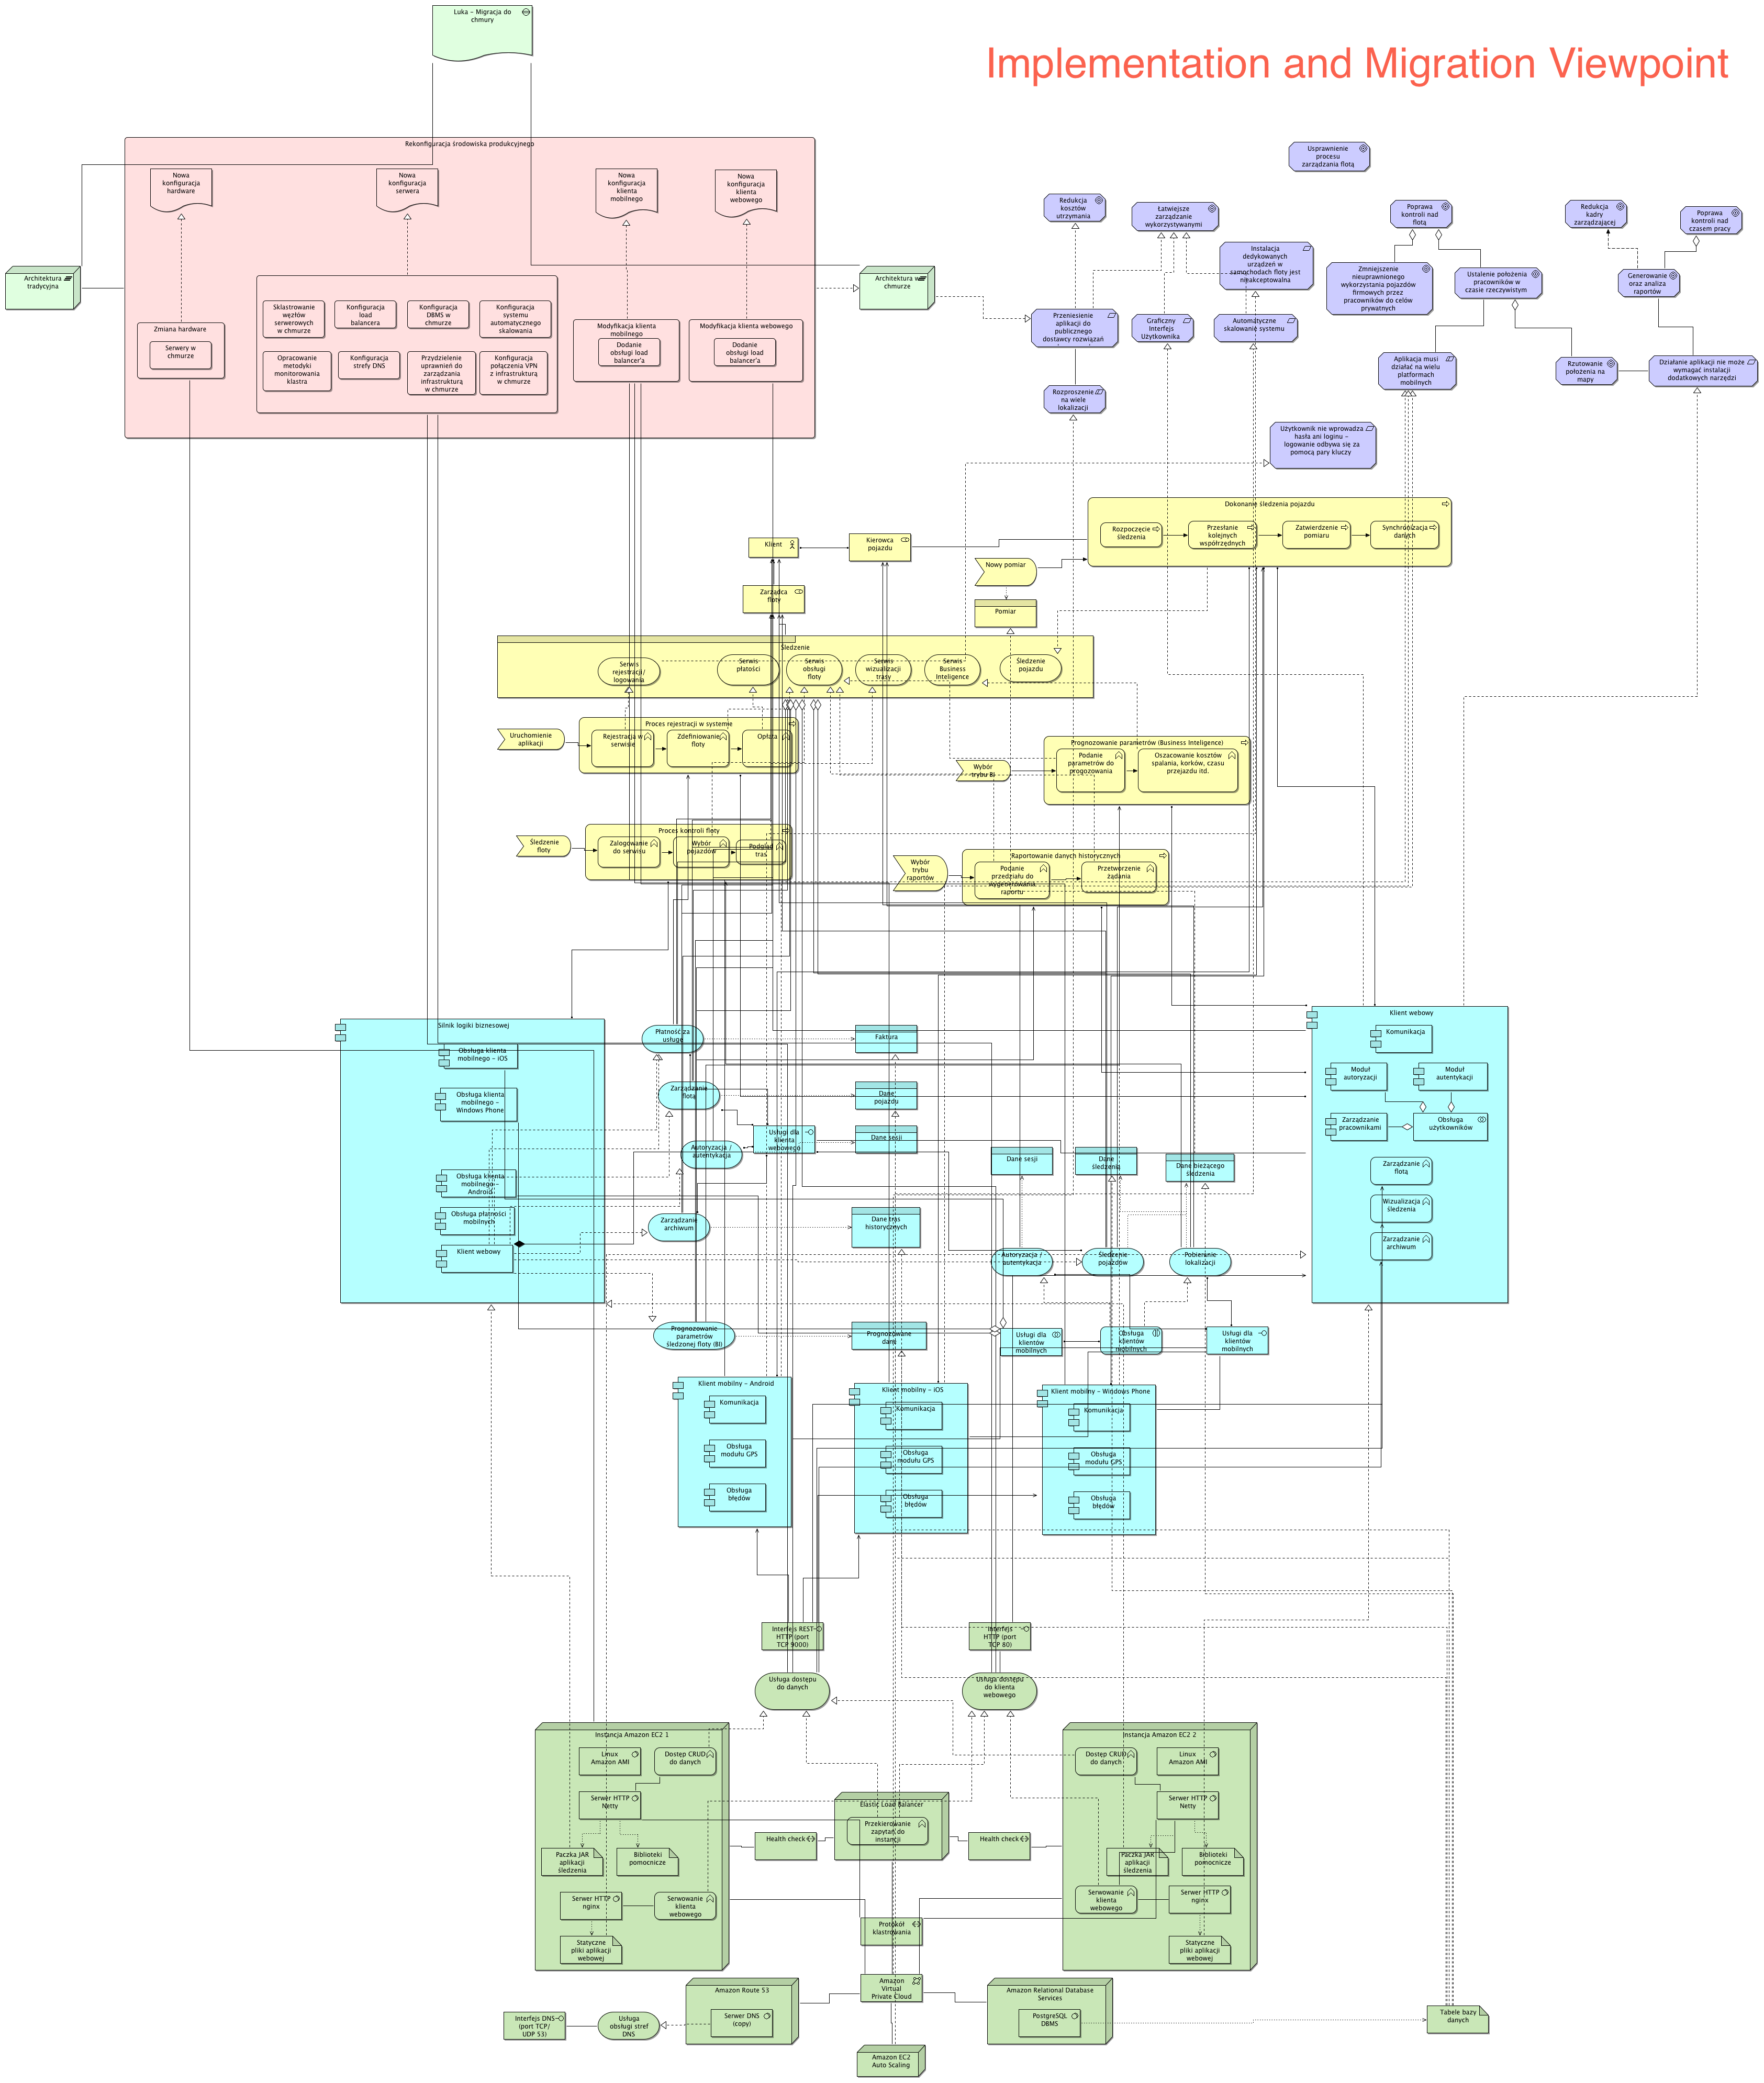 Luka - Migracja do
chmury
Implementation and Migration Viewpoint
Rekonfiguracja środowiska produkcyjnego
Nowa
konfiguracja
hardware
Nowa
konfiguracja
serwera
Nowa
konfiguracja
klienta
mobilnego
Nowa
konfiguracja
klienta
webowego
Architektura
tradycyjna
Zmiana hardware
Serwery w
chmurze
Sklastrowanie
węzłów
serwerowych
w chmurze
Konfiguracja
load
balancera
Konfiguracja
DBMS w
chmurze
Konfiguracja
systemu
automatycznego
skalowania
Opracowanie
metodyki
monitorowania
klastra
Konfiguracja
strefy DNS
Przydzielenie
uprawnień do
zarządzania
infrastrukturą
w chmurze
Konfiguracja
połączenia VPN
z infrastrukturą
w chmurze
Modyfikacja klienta
mobilnego
Dodanie
obsługi load
balancer'a
Modyfikacja klienta webowego
Dodanie
obsługi load
balancer'a
Architektura w
chmurze
Usprawnienie
procesu
zarządzania flotą
Redukcja
kosztów
utrzymania
Łatwiejsze
zarządzanie
wykorzystywanymi
Instalacja
dedykowanych
urządzeń w
samochodach floty jest
nieakceptowalna
Poprawa
kontroli nad
flotą
Redukcja
kadry
zarządzającej
Poprawa
kontroli nad
czasem pracy
Zmniejszenie
nieuprawnionego
wykorzystania pojazdów
firmowych przez
pracowników do celów
prywatnych
Ustalenie położenia
pracowników w
czasie rzeczywistym
Generowanie
oraz analiza
raportów
Przeniesienie
aplikacji do
publicznego
dostawcy rozwiązań
Graficzny
Interfejs
Użytkownika
Automatyczne
skalowanie systemu
Aplikacja musi
działać na wielu
platformach
mobilnych
Rzutowanie
położenia na
mapy
Działanie aplikacji nie może
wymagać instalacji
dodatkowych narzędzi
Rozproszenie
na wiele
lokalizacji
Użytkownik nie wprowadza
hasła ani loginu -
logowanie odbywa się za
pomocą pary kluczy
Dokonanie śledzenia pojazdu
Rozpoczęcie
śledzenia
Przesłanie
kolejnych
współrzędnych
Zatwierdzenie
pomiaru
Synchronizacja
danych
Klient
Kierowca
pojazdu
Nowy pomiar
Zarządca
floty
Pomiar
Śledzenie
Serwis
rejestracji/
logowania
Serwis
płatości
Serwis
obsługi
floty
Serwis
wizualizacji
trasy
Serwis
Business
Inteligence
Śledzenie
pojazdu
Uruchomienie
aplikacji
Proces rejestracji w systemie
Rejestracja w
serwisie
Zdefiniowanie
floty
Opłata
Wybór
trybu BI
Prognozowanie parametrów (Business Inteligence)
Podanie
parametrów do
progozowania
Oszacowanie kosztów
spalania, korków, czasu
przejazdu itd.
Śledzenie
floty
Proces kontroli floty
Zalogowanie
do serwisu
Wybór
pojazdów
Podgląd
tras
Wybór
trybu
raportów
Raportowanie danych historycznych
Podanie
przedziału do
wygenerowania
raportu
Przetworzenie
żądania
Silnik logiki biznesowej
Obsługa klienta
mobilnego - iOS
Obsługa klienta
mobilnego -
Windows Phone
Obsługa klienta
mobilnego -
Android
Obsługa płatności
mobilnych
Klient webowy
Płatność za
usługę
Faktura
Zarządzanie
flotą
Dane
pojazdu
Autoryzacja /
autentykacja
Usługi dla
klienta
webowego
Dane sesji
Zarządzanie
archiwum
Dane tras
historycznych
Prognozowanie
parametrów
śledzonej floty (BI)
Prognozowane
dane
Dane sesji
Dane
śledzenia
Dane bieżącego
śledzenia
Autoryzacja /
autentykacja
Śledzenie
pojazdów
Pobieranie
lokalizacji
Usługi dla
klientów
mobilnych
Obsługa
klientów
mobilnych
Usługi dla
klientów
mobilnych
Klient webowy
Komunikacja
Moduł
autoryzacji
Moduł
autentykacji
Zarządzanie
pracownikami
Obsługa
użytkowników
Zarządzanie
flotą
Wizualizacja
śledzenia
Zarządzanie
archiwum
Klient mobilny - Android
Komunikacja
Obsługa
modułu GPS
Obsługa
błędów
Klient mobilny - iOS
Komunikacja
Obsługa
modułu GPS
Obsługa
błędów
Klient mobilny - Windows Phone
Komunikacja
Obsługa
modułu GPS
Obsługa
błędów
Interfejs REST
HTTP (port
TCP 9000)
Interfejs
HTTP (port
TCP 80)
Usługa dostępu
do danych
Usługa dostępu
do klienta
webowego
Instancja Amazon EC2 1
Linux
Amazon AMI
Dostęp CRUD
do danych
Serwer HTTP
Netty
Paczka JAR
aplikacji
śledzenia
Biblioteki
pomocnicze
Serwer HTTP
nginx
Serwowanie
klienta
webowego
Statyczne
pliki aplikacji
webowej
Health check
Elastic Load Balancer
Przekierowanie
zapytań do
instancji
Health check
Instancja Amazon EC2 2
Dostęp CRUD
do danych
Linux
Amazon AMI
Serwer HTTP
Netty
Paczka JAR
aplikacji
śledzenia
Biblioteki
pomocnicze
Serwowanie
klienta
webowego
Serwer HTTP
nginx
Statyczne
pliki aplikacji
webowej
Protokół
klastrowania
Amazon
Virtual
Private Cloud
Amazon Route 53
Serwer DNS
(copy)
Interfejs DNS
(port TCP/
UDP 53)
Usługa
obsługi stref
DNS
Amazon Relational Database
Services
PostgreSQL
DBMS
Tabele bazy
danych
Amazon EC2
Auto Scaling